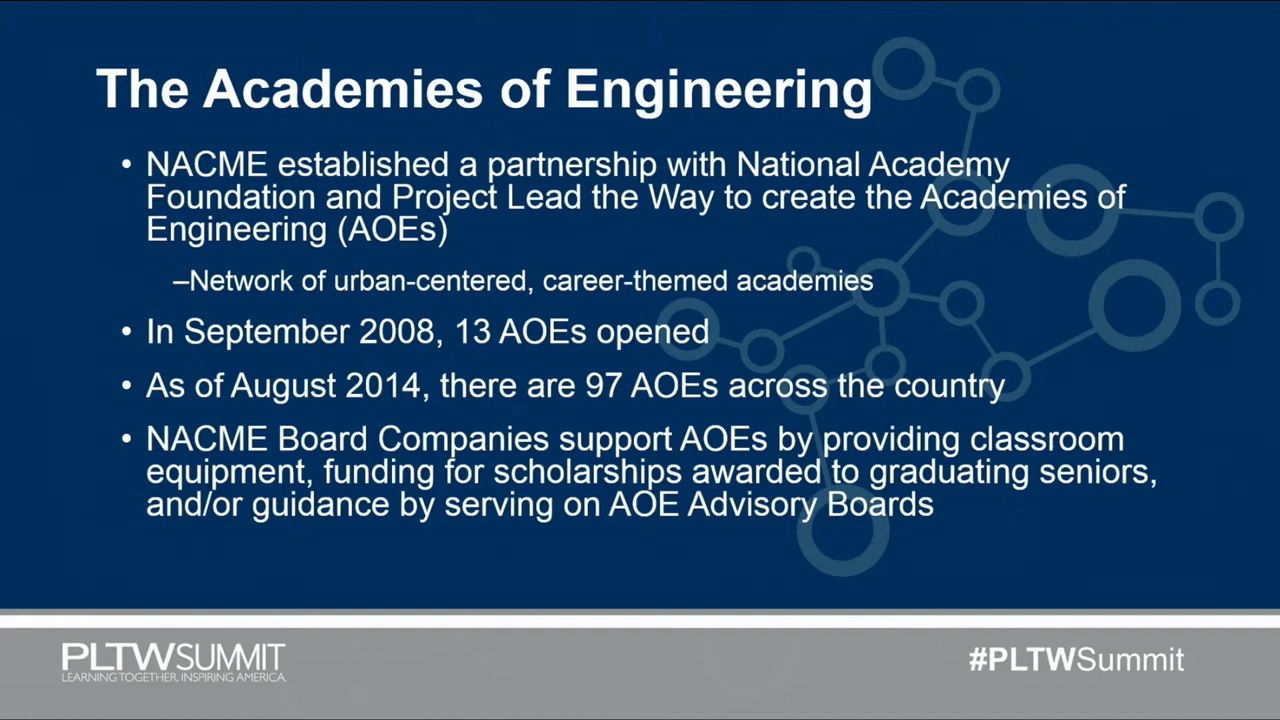 The Academies of Engineering
• NACME established a partnership with National Academy
Foundation and Project Lead the Way to create the Academies of
Engineering (AOEs)
–Network of urban-centered, career-themed academies
• In September 2008, 13 AOEs opened
• As of August 2014, there are 97 AOEs across the country
• NACME Board Companies support AOEs by providing classroom
equipment, funding for scholarships awarded to graduating seniors,
and/or guidance by serving on AOE Advisory Boards
PLTWSUMMIT
LEARNING TOGETHER. INSPIRING AMERICA.
#PLTWSummit